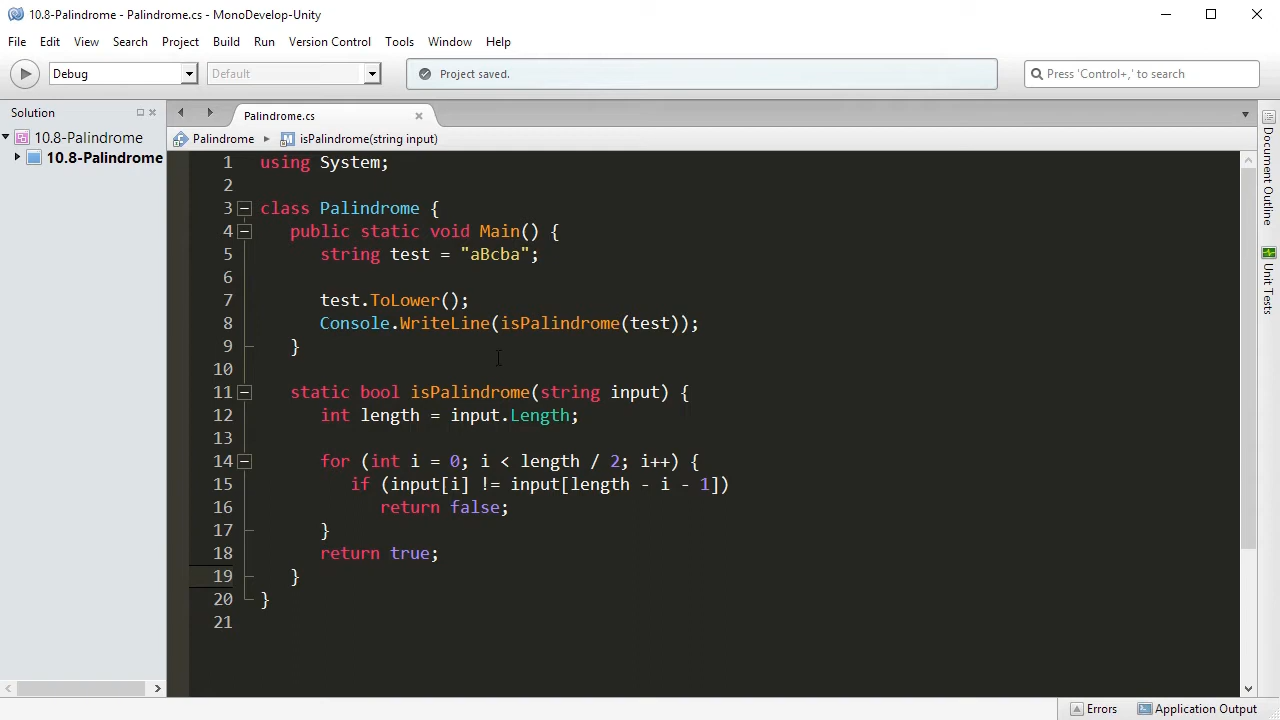 10.8-Palindrome - Palindrome.cs - MonoDevelop-Unity
File Edit View Search Project Build Run Version Control Tools Window Help
Debug Default Project saved. Press 'Control+,' to search
Solution
10.8-Palindrome
10.8-Palindrome
Palindrome.cs
Palindrome isPalindrome(string input)
1 using System;
2
3 class Palindrome {
4 public static void Main() {
5 string test = "aBcba";
6
7 test.ToLower();
8 Console.WriteLine(isPalindrome(test));
9 }
10
11 static bool isPalindrome(string input) {
12 int length = input.Length;
13
14 for (int i = 0; i < length / 2; i++) {
15 if (input[i] != input[length - i - 1])
16 return false;
17 }
18 return true;
19 }
20 }
21
Document Outline
Unit Tests
Errors Application Output